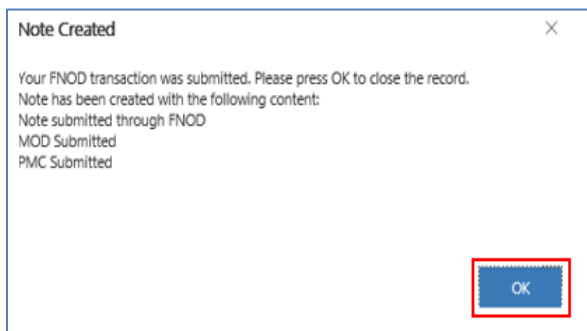 Note Created
Your FNOD transaction was submitted. Please press OK to close the record.
Note has been created with the following content:
Note submitted through FNOD
MOD Submitted
PMC Submitted
OK